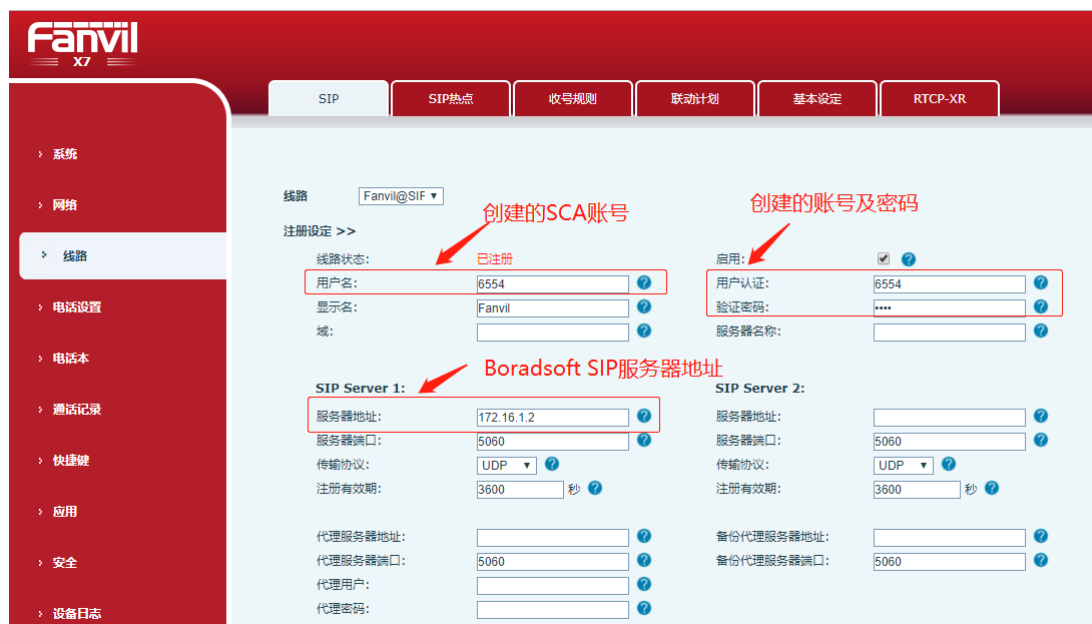 Fanvil
X7
SIP SIP热点 收号规则 联动计划 基本设定 RTCP-XR
系统
网络
线路
电话设置
电话本
通话记录
快捷键
应用
安全
设备日志
线路 Fanvil@SIF
创建的SCA账号
创建的账号及密码
注册设定 >>
线路状态: 已注册 启用:
用户名: 6554 用户认证: 6554
显示名: Fanvil 验证密码: ••••
域: 服务器名称:
Boradsoft SIP服务器地址
SIP Server 1: SIP Server 2:
服务器地址: 172.16.1.2 服务器地址:
服务器端口: 5060 服务器端口: 5060
传输协议: UDP 传输协议: UDP
注册有效期: 3600 秒 注册有效期: 3600 秒
代理服务器地址: 备份代理服务器地址:
代理服务器端口: 5060 备份代理服务器端口: 5060
代理用户:
代理密码: